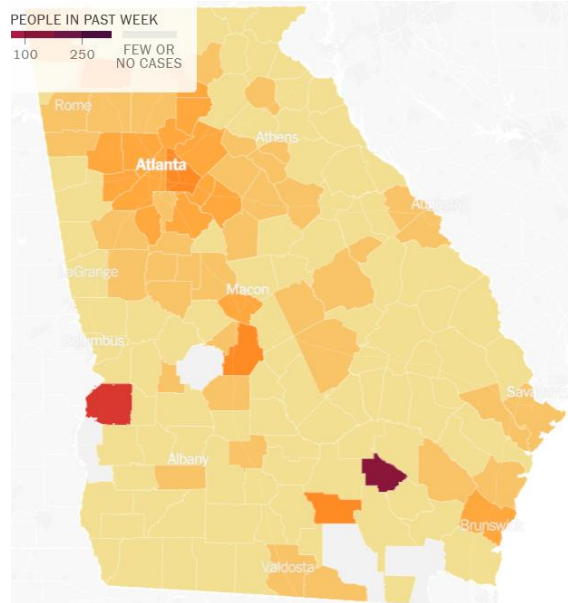 PEOPLE IN PAST WEEK
100
250
FEW OR
NO CASES
Rome
Athens
Atlanta
Augusta
LaGrange
Macon
Columbus
Savannah
Albany
Brunswick
Valdosta